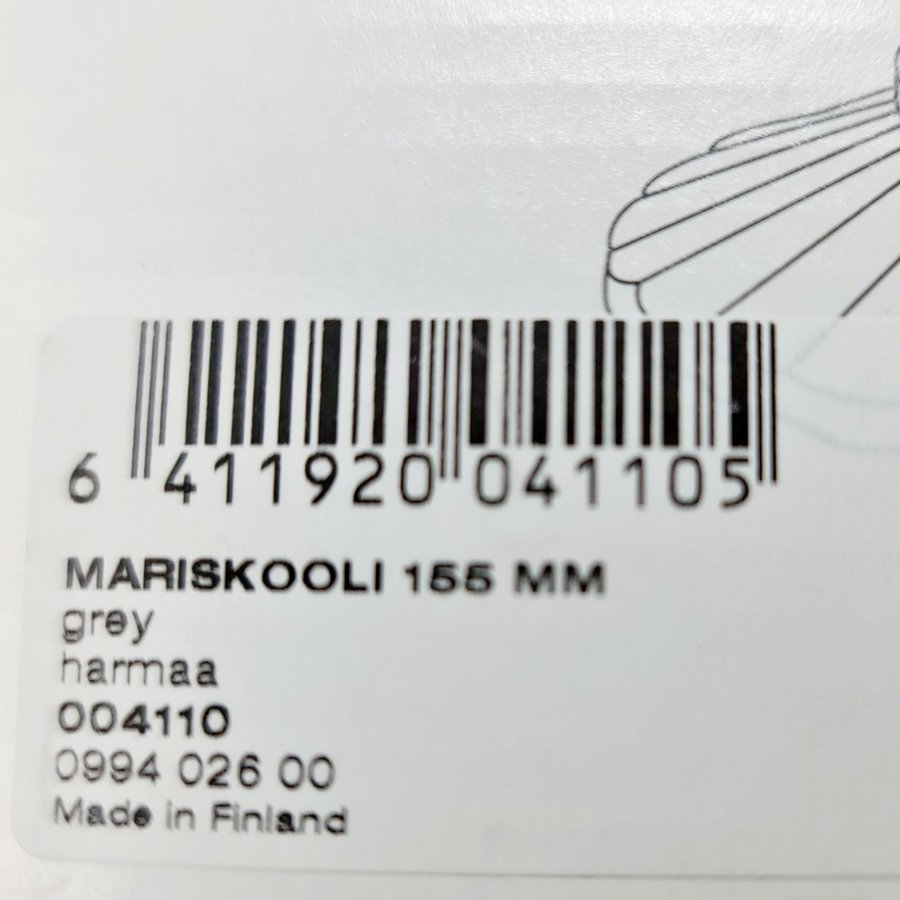 6 411920 041105
MARISKOOLI 155 MM
grey
harmaa
004110
0994 026 00
Made in Finland